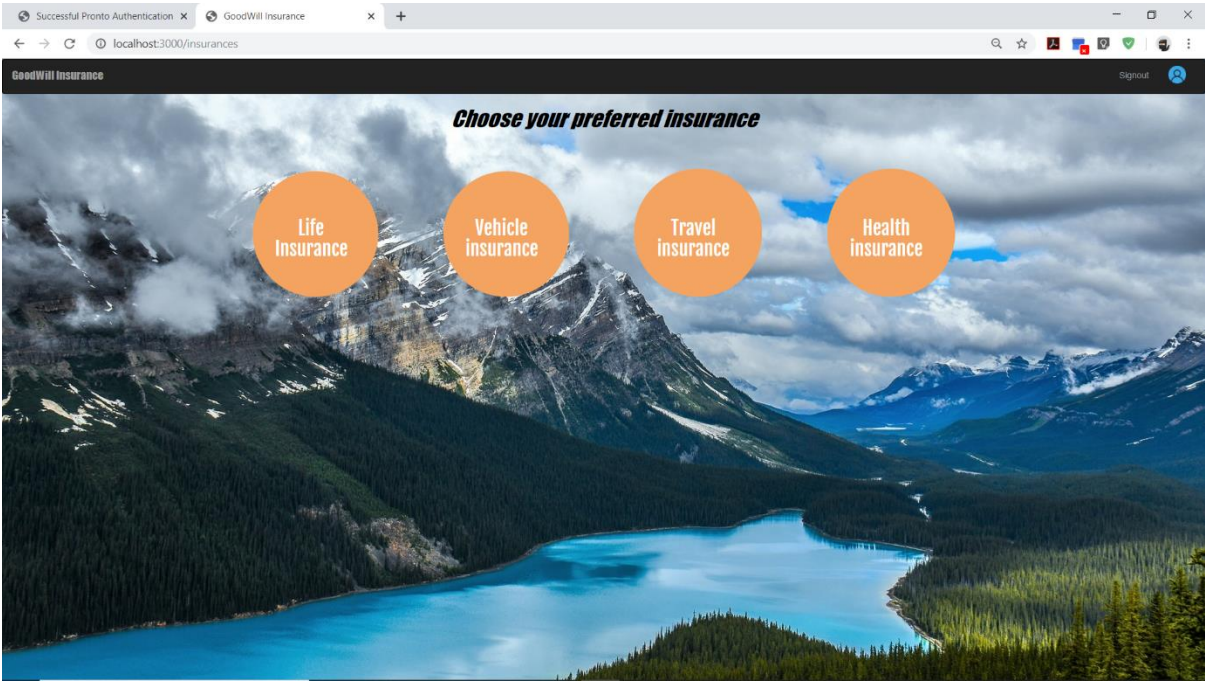 Successful Pronto Authentication
GoodWill Insurance
localhost:3000/insurances
GoodWill Insurance
Signout
Choose your preferred insurance
Life
Insurance
Vehicle
insurance
Travel
insurance
Health
insurance